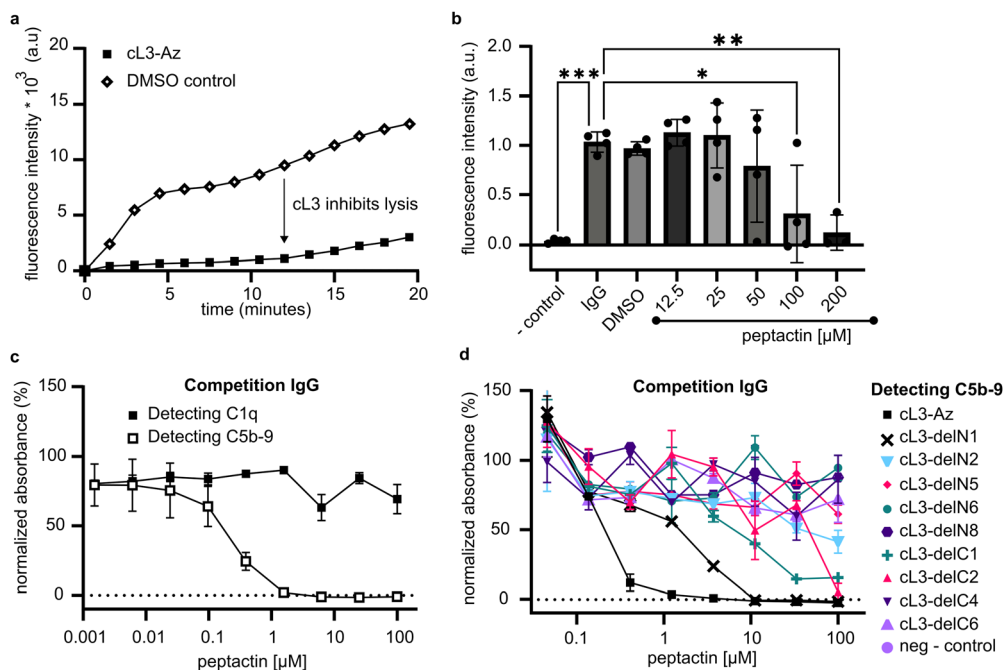 a
fluorescence intensity * 10³ (a.u)
20
15
10
5
0
cL3-Az
DMSO control
cL3 inhibits lysis
0
5
10
15
20
time (minutes)
b
fluorescence intensity (a.u.)
2.0
1.5
1.0
0.5
0.0
**
***
*
- control
IgG
DMSO
12.5
25
50
100
200
peptactin [µM]
c
Competition IgG
normalized absorbance (%)
150
100
50
0
Detecting C1q
Detecting C5b-9
0.001
0.01
0.1
1
10
100
peptactin [µM]
d
Competition IgG
normalized absorbance (%)
150
100
50
0
0.1
1
10
100
peptactin [µM]
Detecting C5b-9
cL3-Az
cL3-delN1
cL3-delN2
cL3-delN5
cL3-delN6
cL3-delN8
cL3-delC1
cL3-delC2
cL3-delC4
cL3-delC6
neg - control